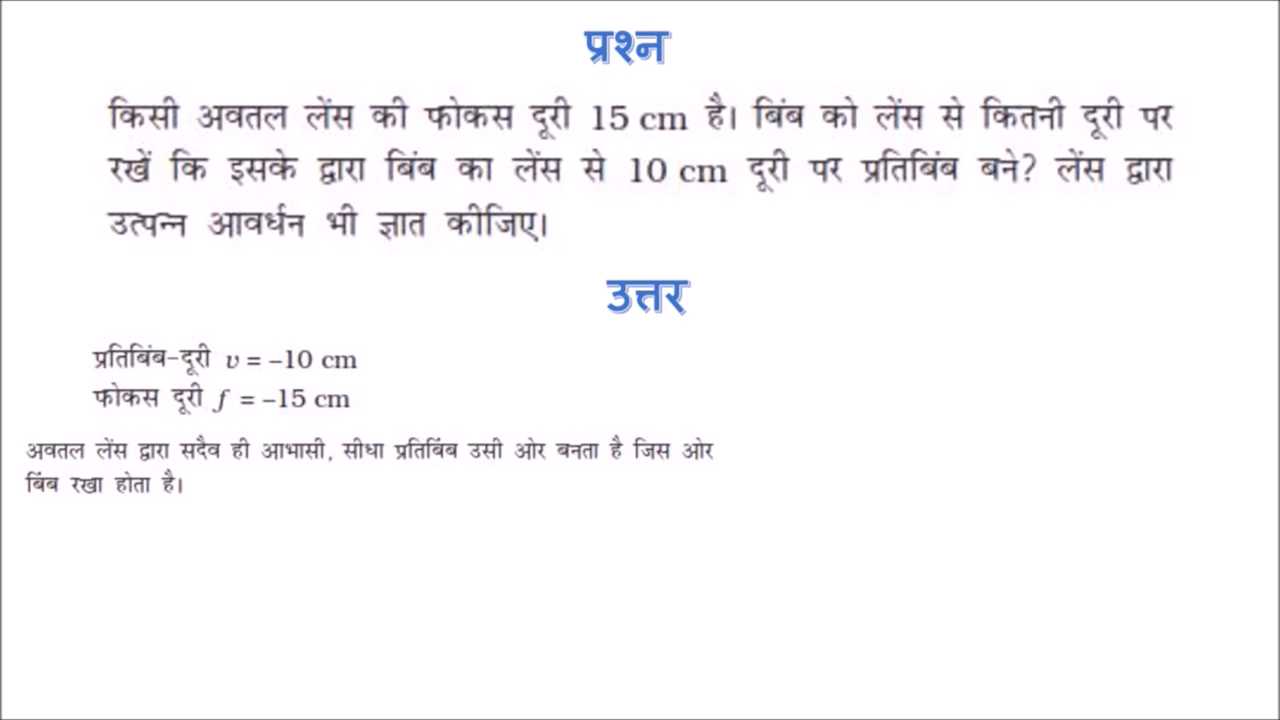 प्रश्न
किसी अवतल लेंस की फोकस दूरी 15 cm है। बिंब को लेंस से कितनी दूरी पर
रखें कि इसके द्वारा बिंब का लेंस से 10 cm दूरी पर प्रतिबिंब बने? लेंस द्वारा
उत्पन्न आवर्धन भी ज्ञात कीजिए।
उत्तर
प्रतिबिंब-दूरी v = –10 cm
फोकस दूरी f = –15 cm
अवतल लेंस द्वारा सदैव ही आभासी, सीधा प्रतिबिंब उसी ओर बनता है जिस ओर
बिंब रखा होता है।